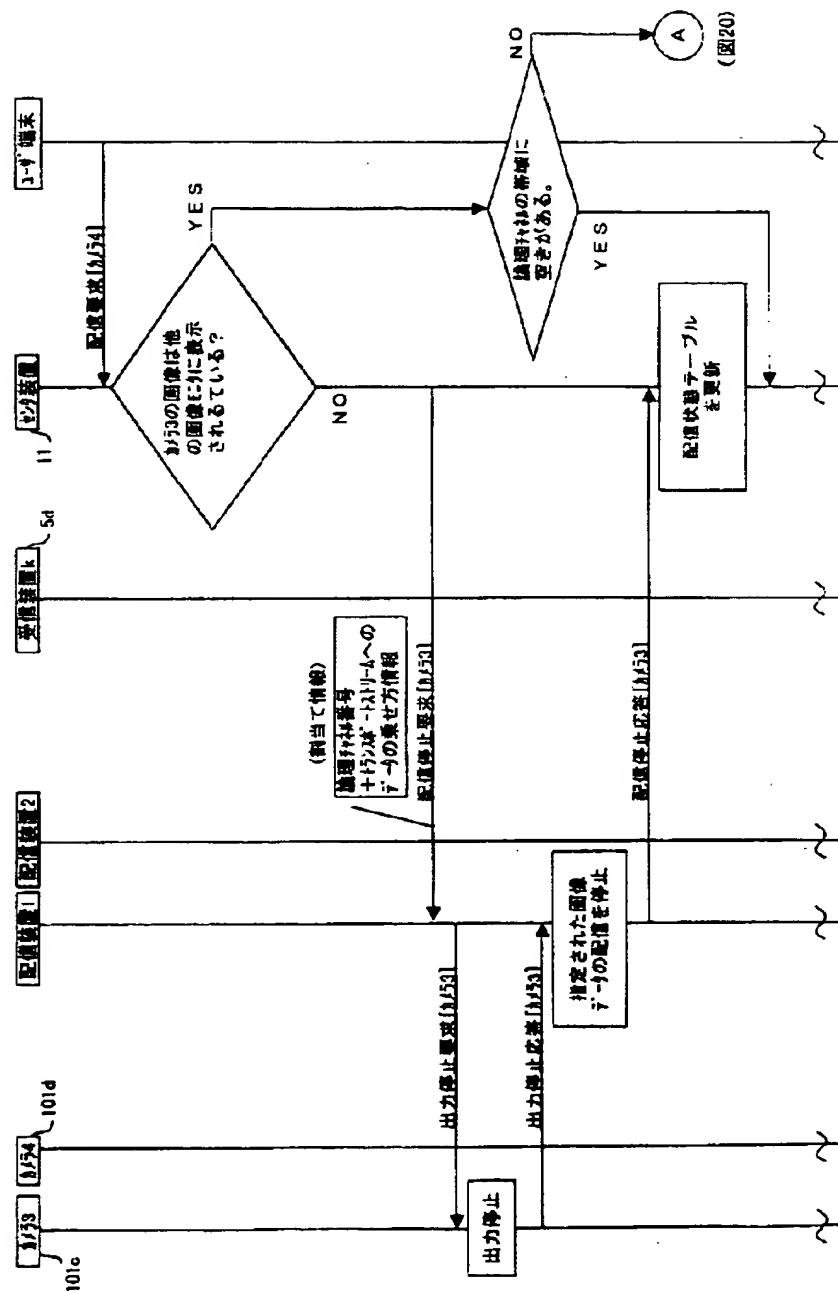 カメラ3
101c
カメラ4
101d
配信装置1
配信装置2
受信装置k
5d
センタ装置
11
ユーザ端末
配信要求[カメラ4]
カメラ3の画像は他
の画像モニタに表示
されるている?
YES
NO
論理チャネルの帯域に
空きがある。
NO
YES
A
(図20)
(割当て情報)
論理チャネル番号
+トランスポートストリームへの
データの乗せ方情報
配信停止要求[カメラ3]
出力停止要求[カメラ3]
出力停止
出力停止応答[カメラ3]
指定された画像
データの配信を停止
配信停止応答[カメラ3]
配信状態テーブル
を更新